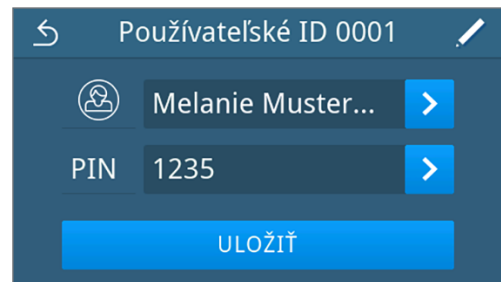 Používateľské ID 0001
Melanie Muster...
PIN 1235
ULOŽIŤ